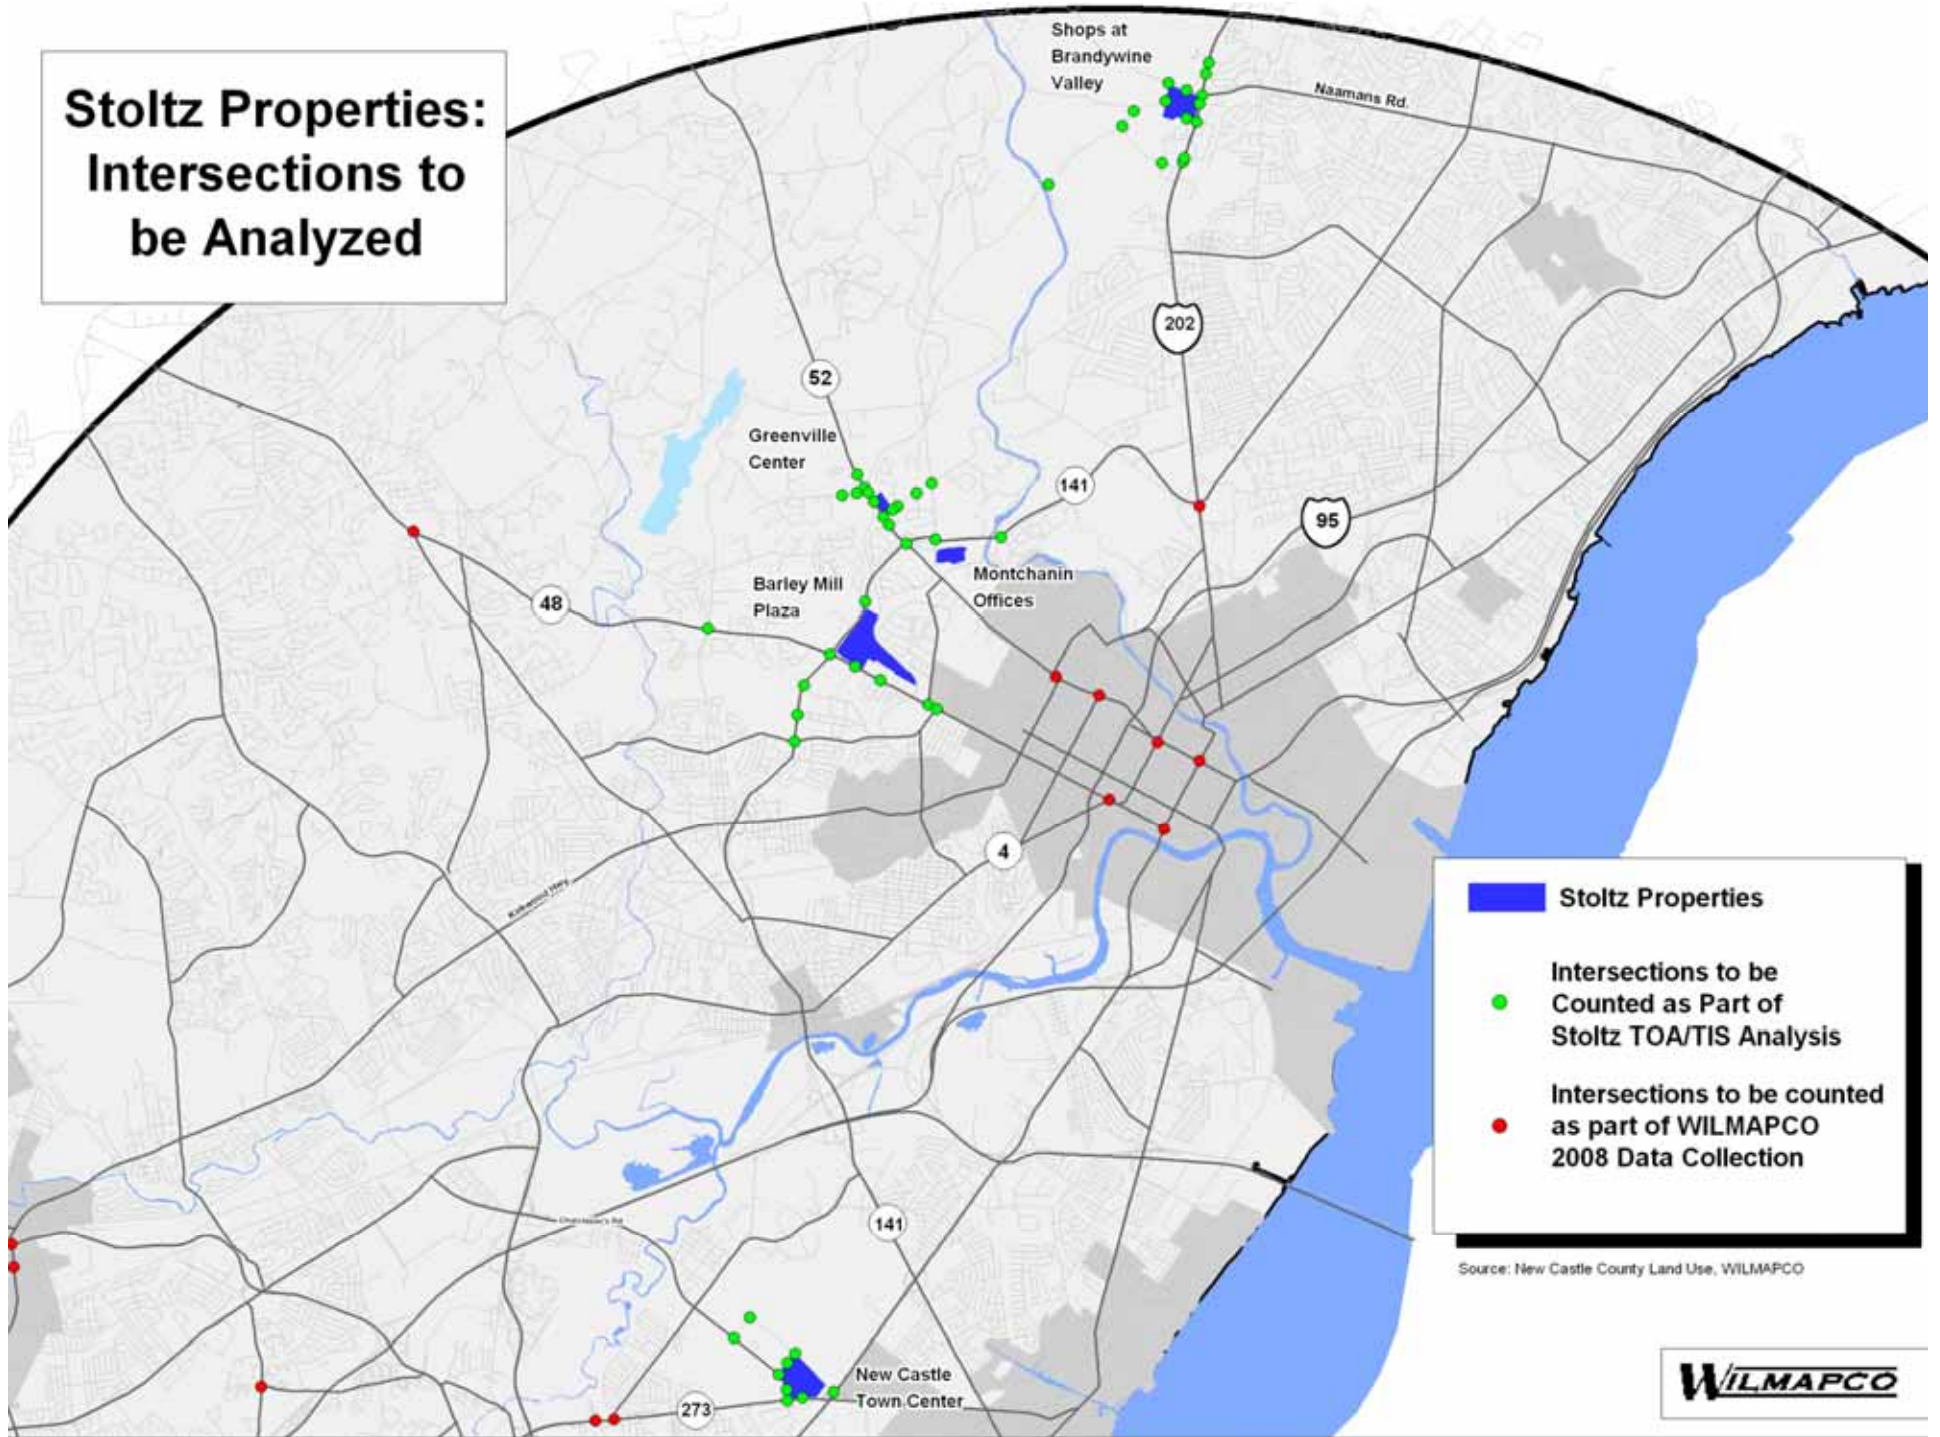 Stoltz Properties:
Intersections to
be Analyzed
Shops at
Brandywine
Valley
Naamans Rd.
202
52
Greenville
Center
141
95
Barley Mill
Plaza
Montchanin
Offices
48
4
Kirkwood Hwy
141
273
New Castle
Town Center
Stoltz Properties
Intersections to be
Counted as Part of
Stoltz TOA/TIS Analysis
Intersections to be counted
as part of WILMAPCO
2008 Data Collection
Source: New Castle County Land Use, WILMAPCO
WILMAPCO